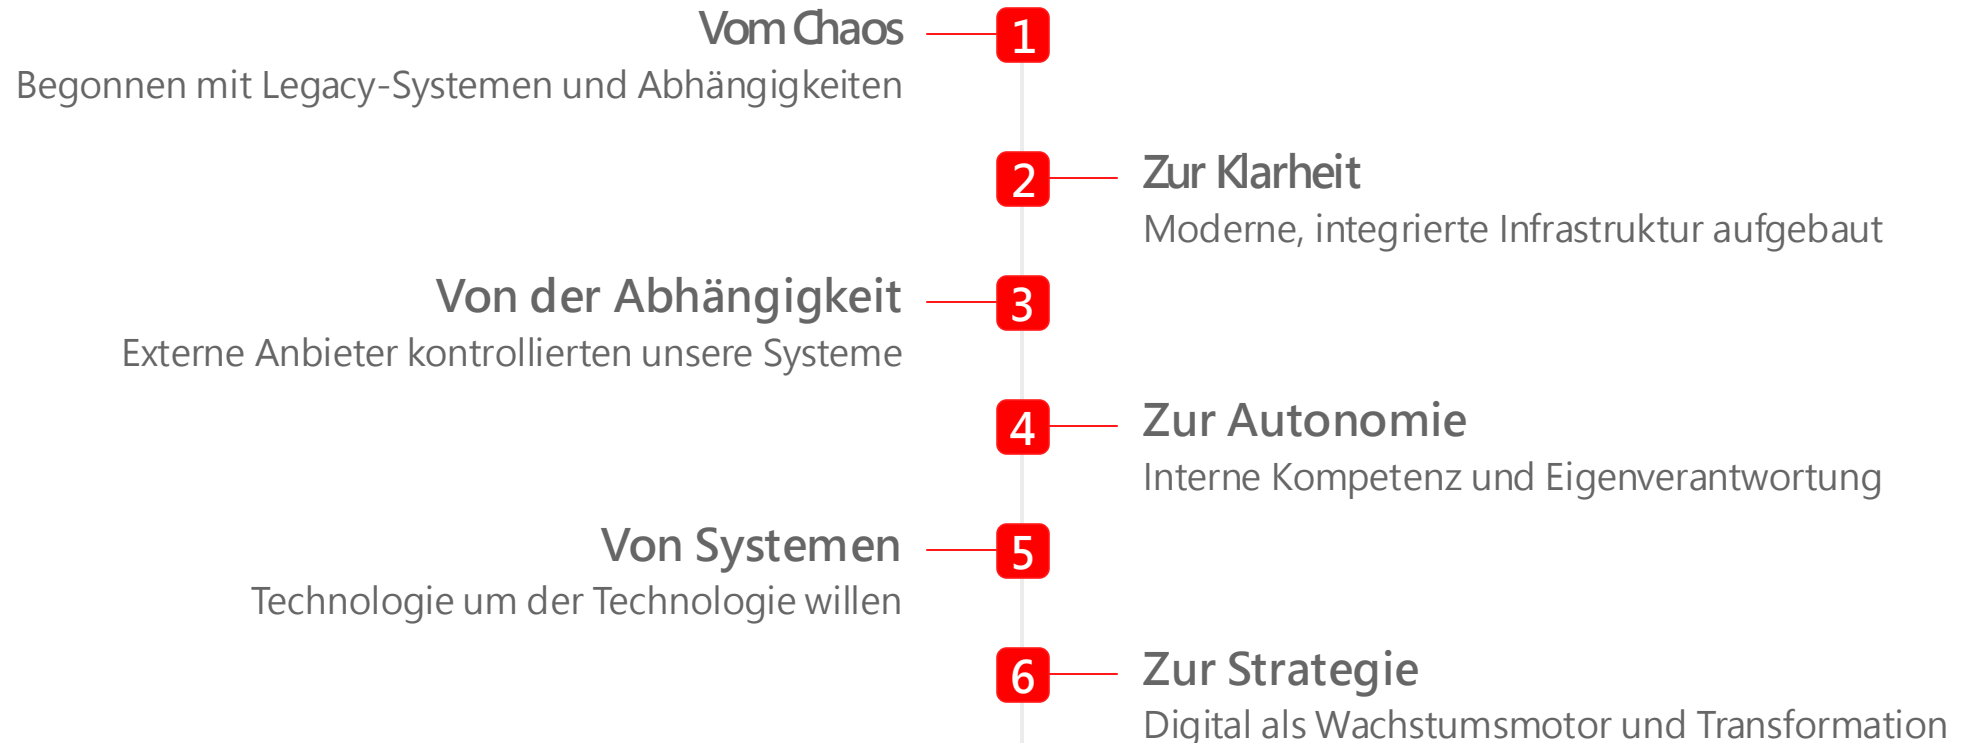 Vom Chaos
1
Begonnen mit Legacy-Systemen und Abhängigkeiten
2
Zur Klarheit
Moderne, integrierte Infrastruktur aufgebaut
Von der Abhängigkeit
3
Externe Anbieter kontrollierten unsere Systeme
4
Zur Autonomie
Interne Kompetenz und Eigenverantwortung
Von Systemen
5
Technologie um der Technologie willen
6
Zur Strategie
Digital als Wachstumsmotor und Transformation